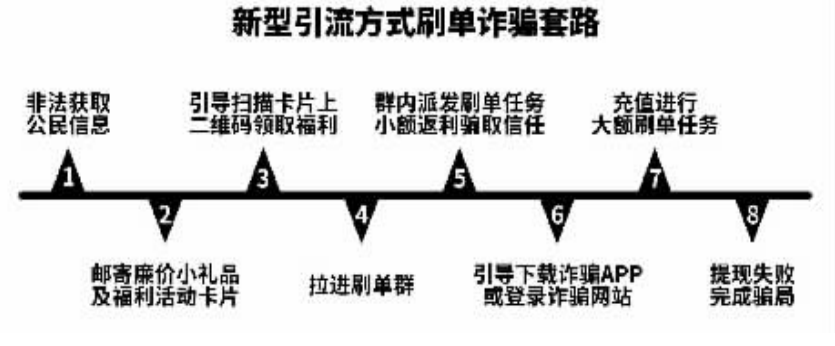 新型引流方式刷单诈骗套路
非法获取
公民信息
1
邮寄廉价小礼品
及福利活动卡片
2
引导扫描卡片上
二维码领取福利
3
拉进刷单群
4
群内派发刷单任务
小额返利骗取信任
5
引导下载诈骗APP
或登录诈骗网站
6
充值进行
大额刷单任务
7
提现失败
完成骗局
8